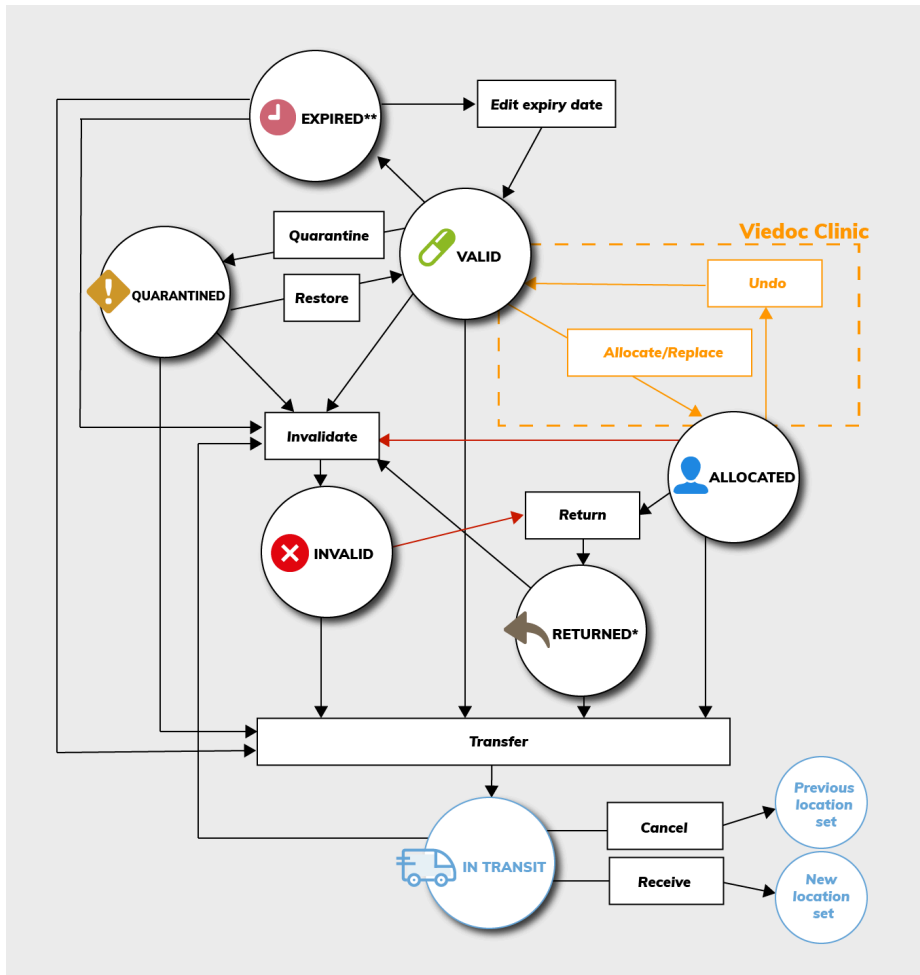 Edit expiry date
EXPIRED**
Quarantine
Viedoc Clinic
VALID
Undo
QUARANTINED
Restore
Allocate/Replace
Invalidate
ALLOCATED
Return
INVALID
RETURNED*
Transfer
Previous
location
set
Cancel
IN TRANSIT
Receive
New
location
set